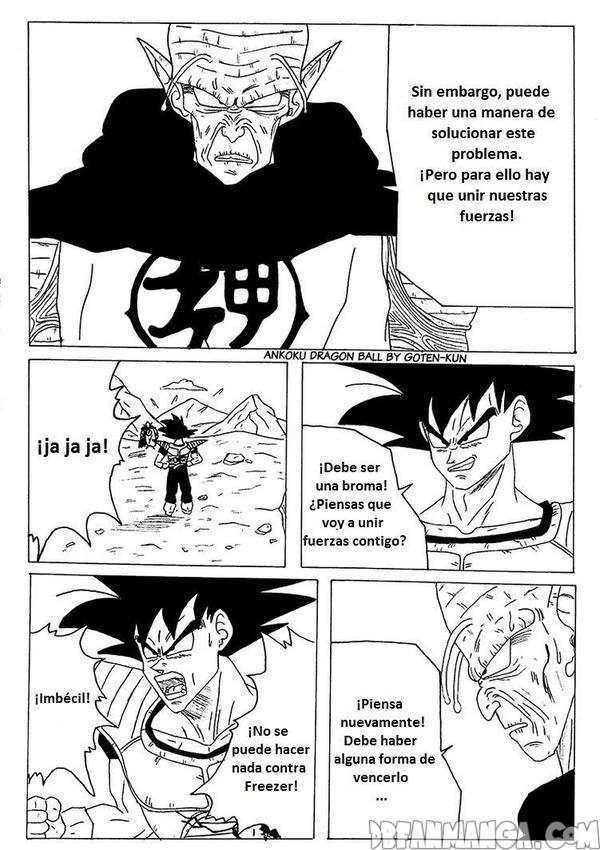 Sin embargo, puede
haber una manera de
solucionar este
problema.
¡Pero para ello hay
que unir nuestras
fuerzas!
ANKOKU DRAGON BALL BY GOTEN-KUN
¡ja ja ja!
¡Debe ser
una broma!
¿Piensas que
voy a unir
fuerzas contigo?
¡Imbécil!
¡No se
puede hacer
nada contra
Freezer!
¡Piensa
nuevamente!
Debe haber
alguna forma de
vencerlo
...
DBFANMANGA.COM